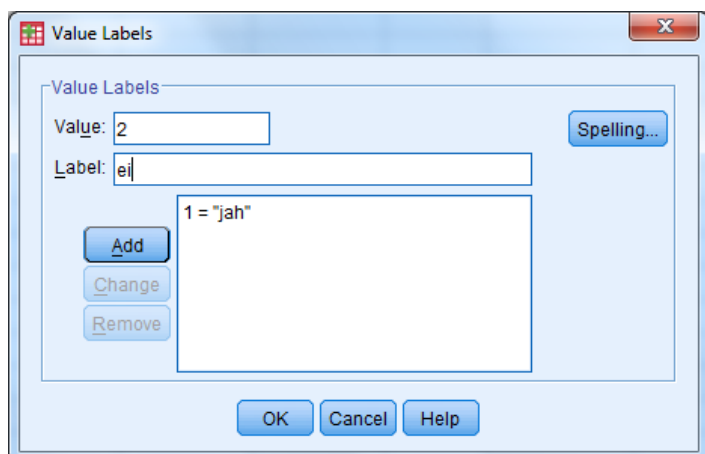 Value Labels
Value Labels
Value: 2
Spelling...
Label: ei
1 = "jah"
Add
Change
Remove
OK Cancel Help